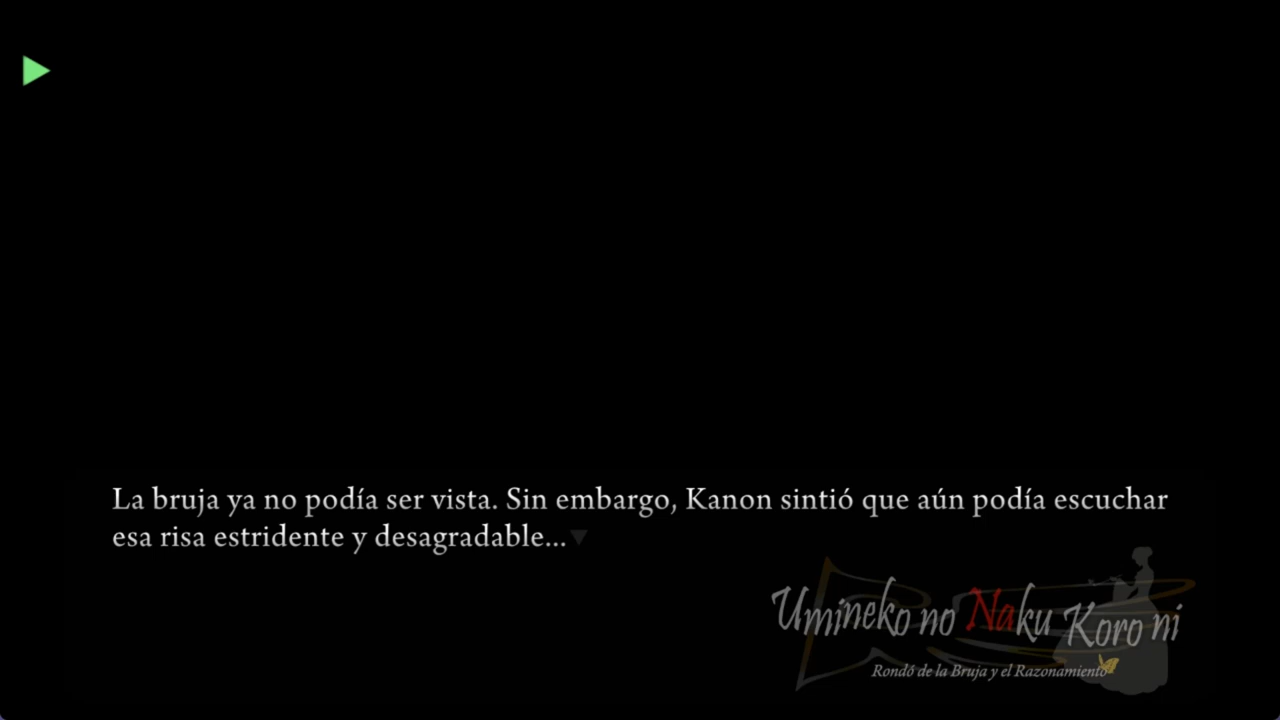 La bruja ya no podía ser vista. Sin embargo, Kanon sintió que aún podía escuchar
esa risa estridente y desagradable...
Umineko no Naku Koro ni
Rondó de la Bruja y el Razonamiento